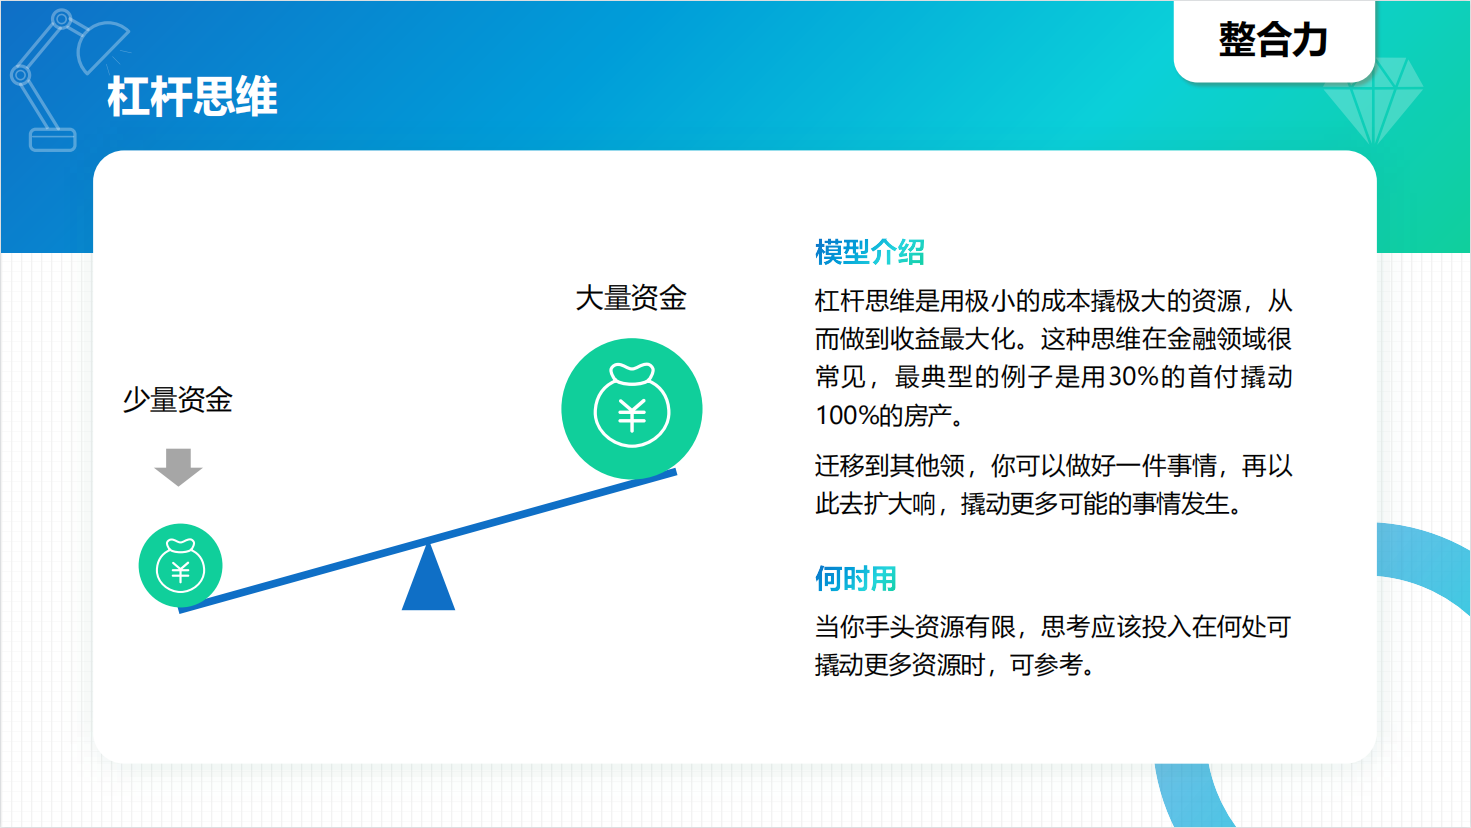 整合力
杠杆思维
大量资金
少量资金
模型介绍
杠杆思维是用极小的成本撬极大的资源，从
而做到收益最大化。这种思维在金融领域很
常见，最典型的例子是用30%的首付撬动
100%的房产。
迁移到其他领，你可以做好一件事情，再以
此去扩大响，撬动更多可能的事情发生。
何时用
当你手头资源有限，思考应该投入在何处可
撬动更多资源时，可参考。